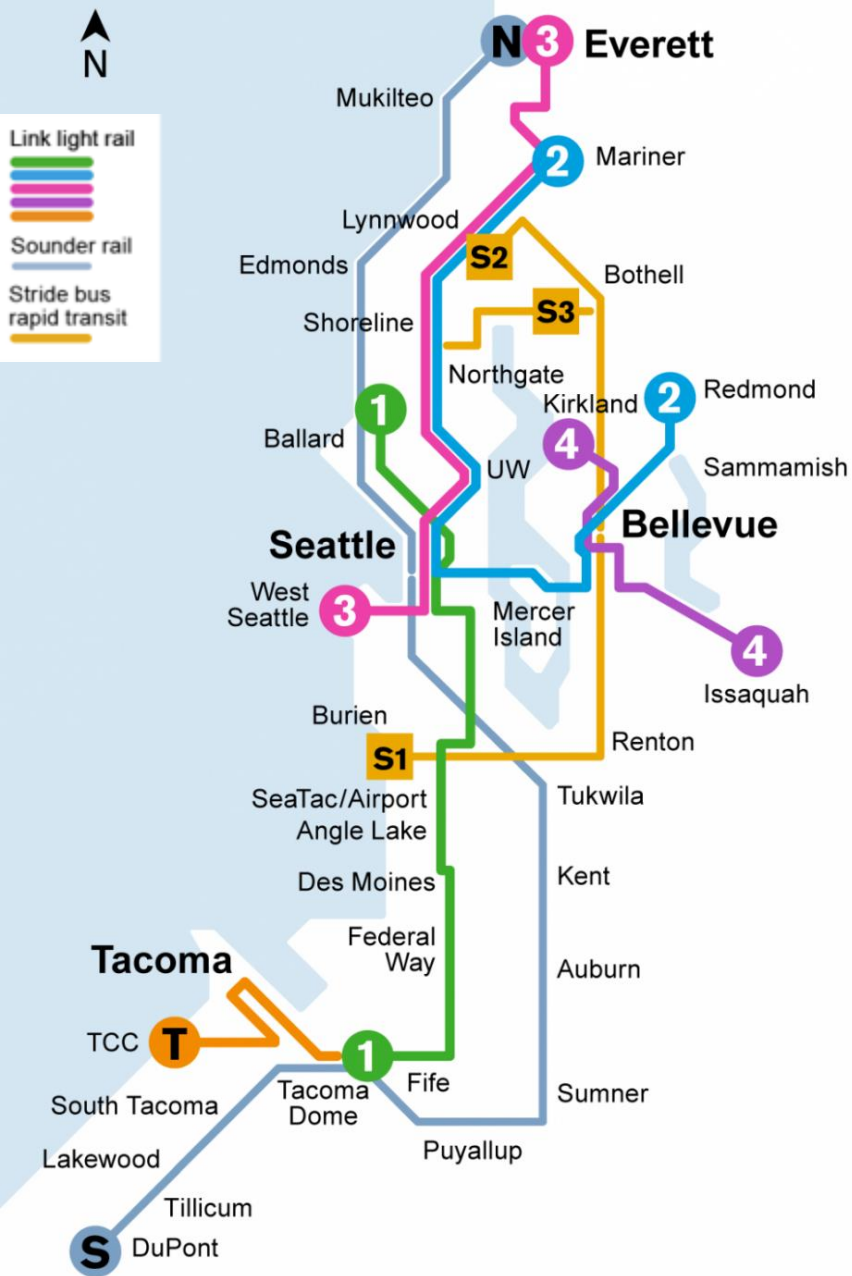 N
N
3
Everett
Mukilteo
Link light rail
2
Mariner
Lynnwood
Sounder rail
S2
Edmonds
Bothell
Stride bus
rapid transit
S3
Shoreline
Northgate
1
Kirkland
2
Redmond
Ballard
4
UW
Sammamish
Seattle
Bellevue
West
Seattle
3
Mercer
Island
4
Issaquah
Burien
S1
Renton
SeaTac/Airport
Tukwila
Angle Lake
Des Moines
Kent
Federal
Way
Tacoma
Auburn
TCC
T
1
Tacoma
Dome
Fife
South Tacoma
Sumner
Lakewood
Puyallup
Tillicum
S
DuPont